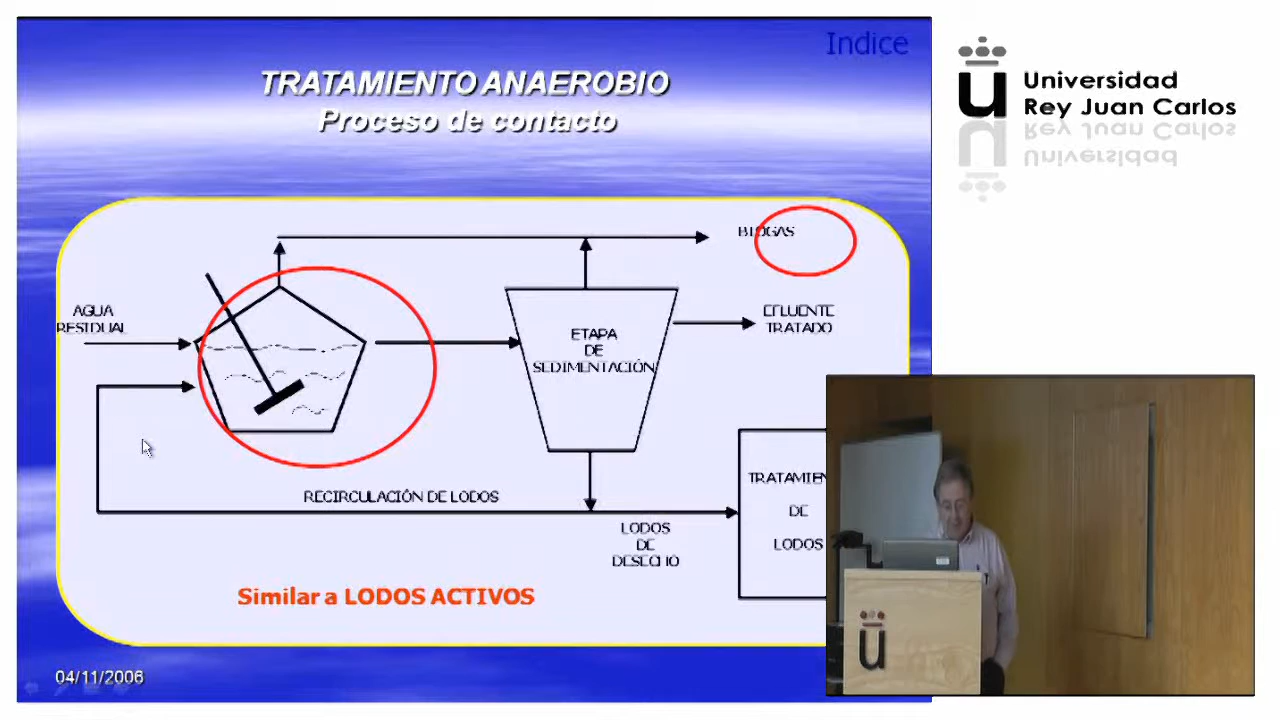 Indice
TRATAMIENTO ANAEROBIO
Proceso de contacto
Universidad
Rey Juan Carlos
BIOGAS
AGUA
RESIDUAL
EFLUENTE
TRATADO
ETAPA
DE
SEDIMENTACIÓN
TRATAMIEN
DE
LODOS
RECIRCULACIÓN DE LODOS
LODOS
DE
DESECHO
Similar a LODOS ACTIVOS
04/11/2006